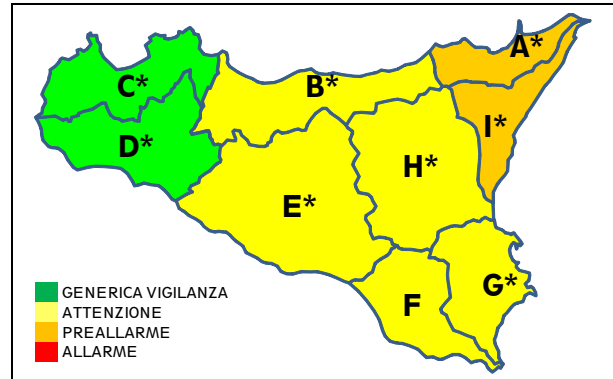 A*
C*
B*
I*
D*
H*
E*
G*
F
GENERICA VIGILANZA
ATTENZIONE
PREALLARME
ALLARME